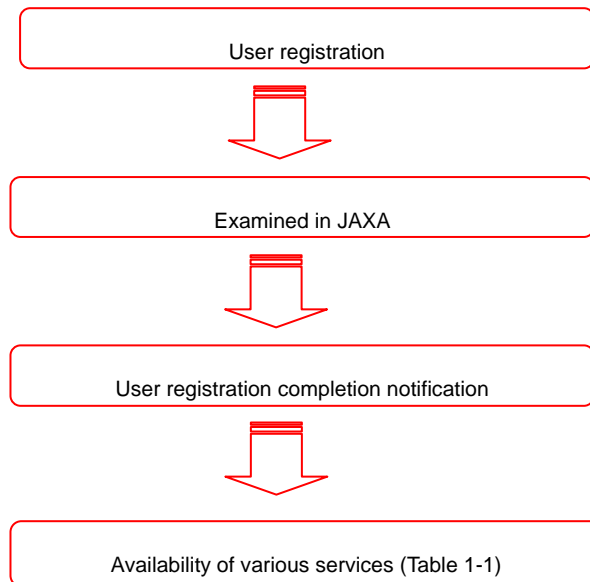 User registration
Examined in JAXA
User registration completion notification
Availability of various services (Table 1-1)